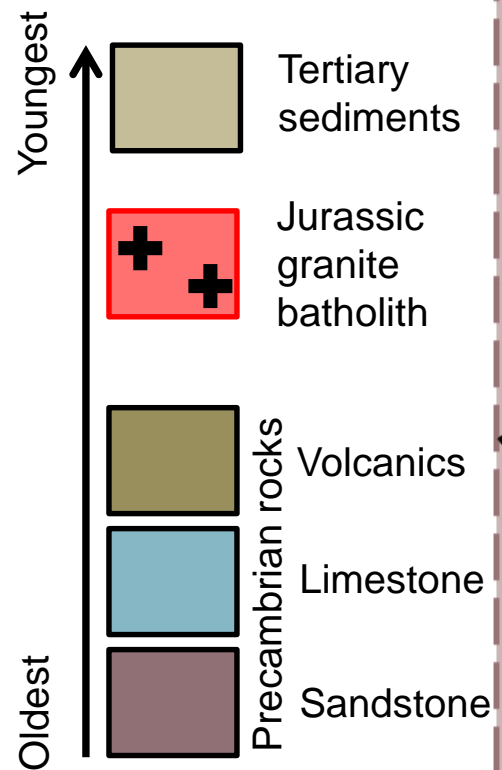 Youngest
Tertiary
sediments
Jurassic
granite
batholith
Precambrian rocks
Volcanics
Limestone
Sandstone
Oldest